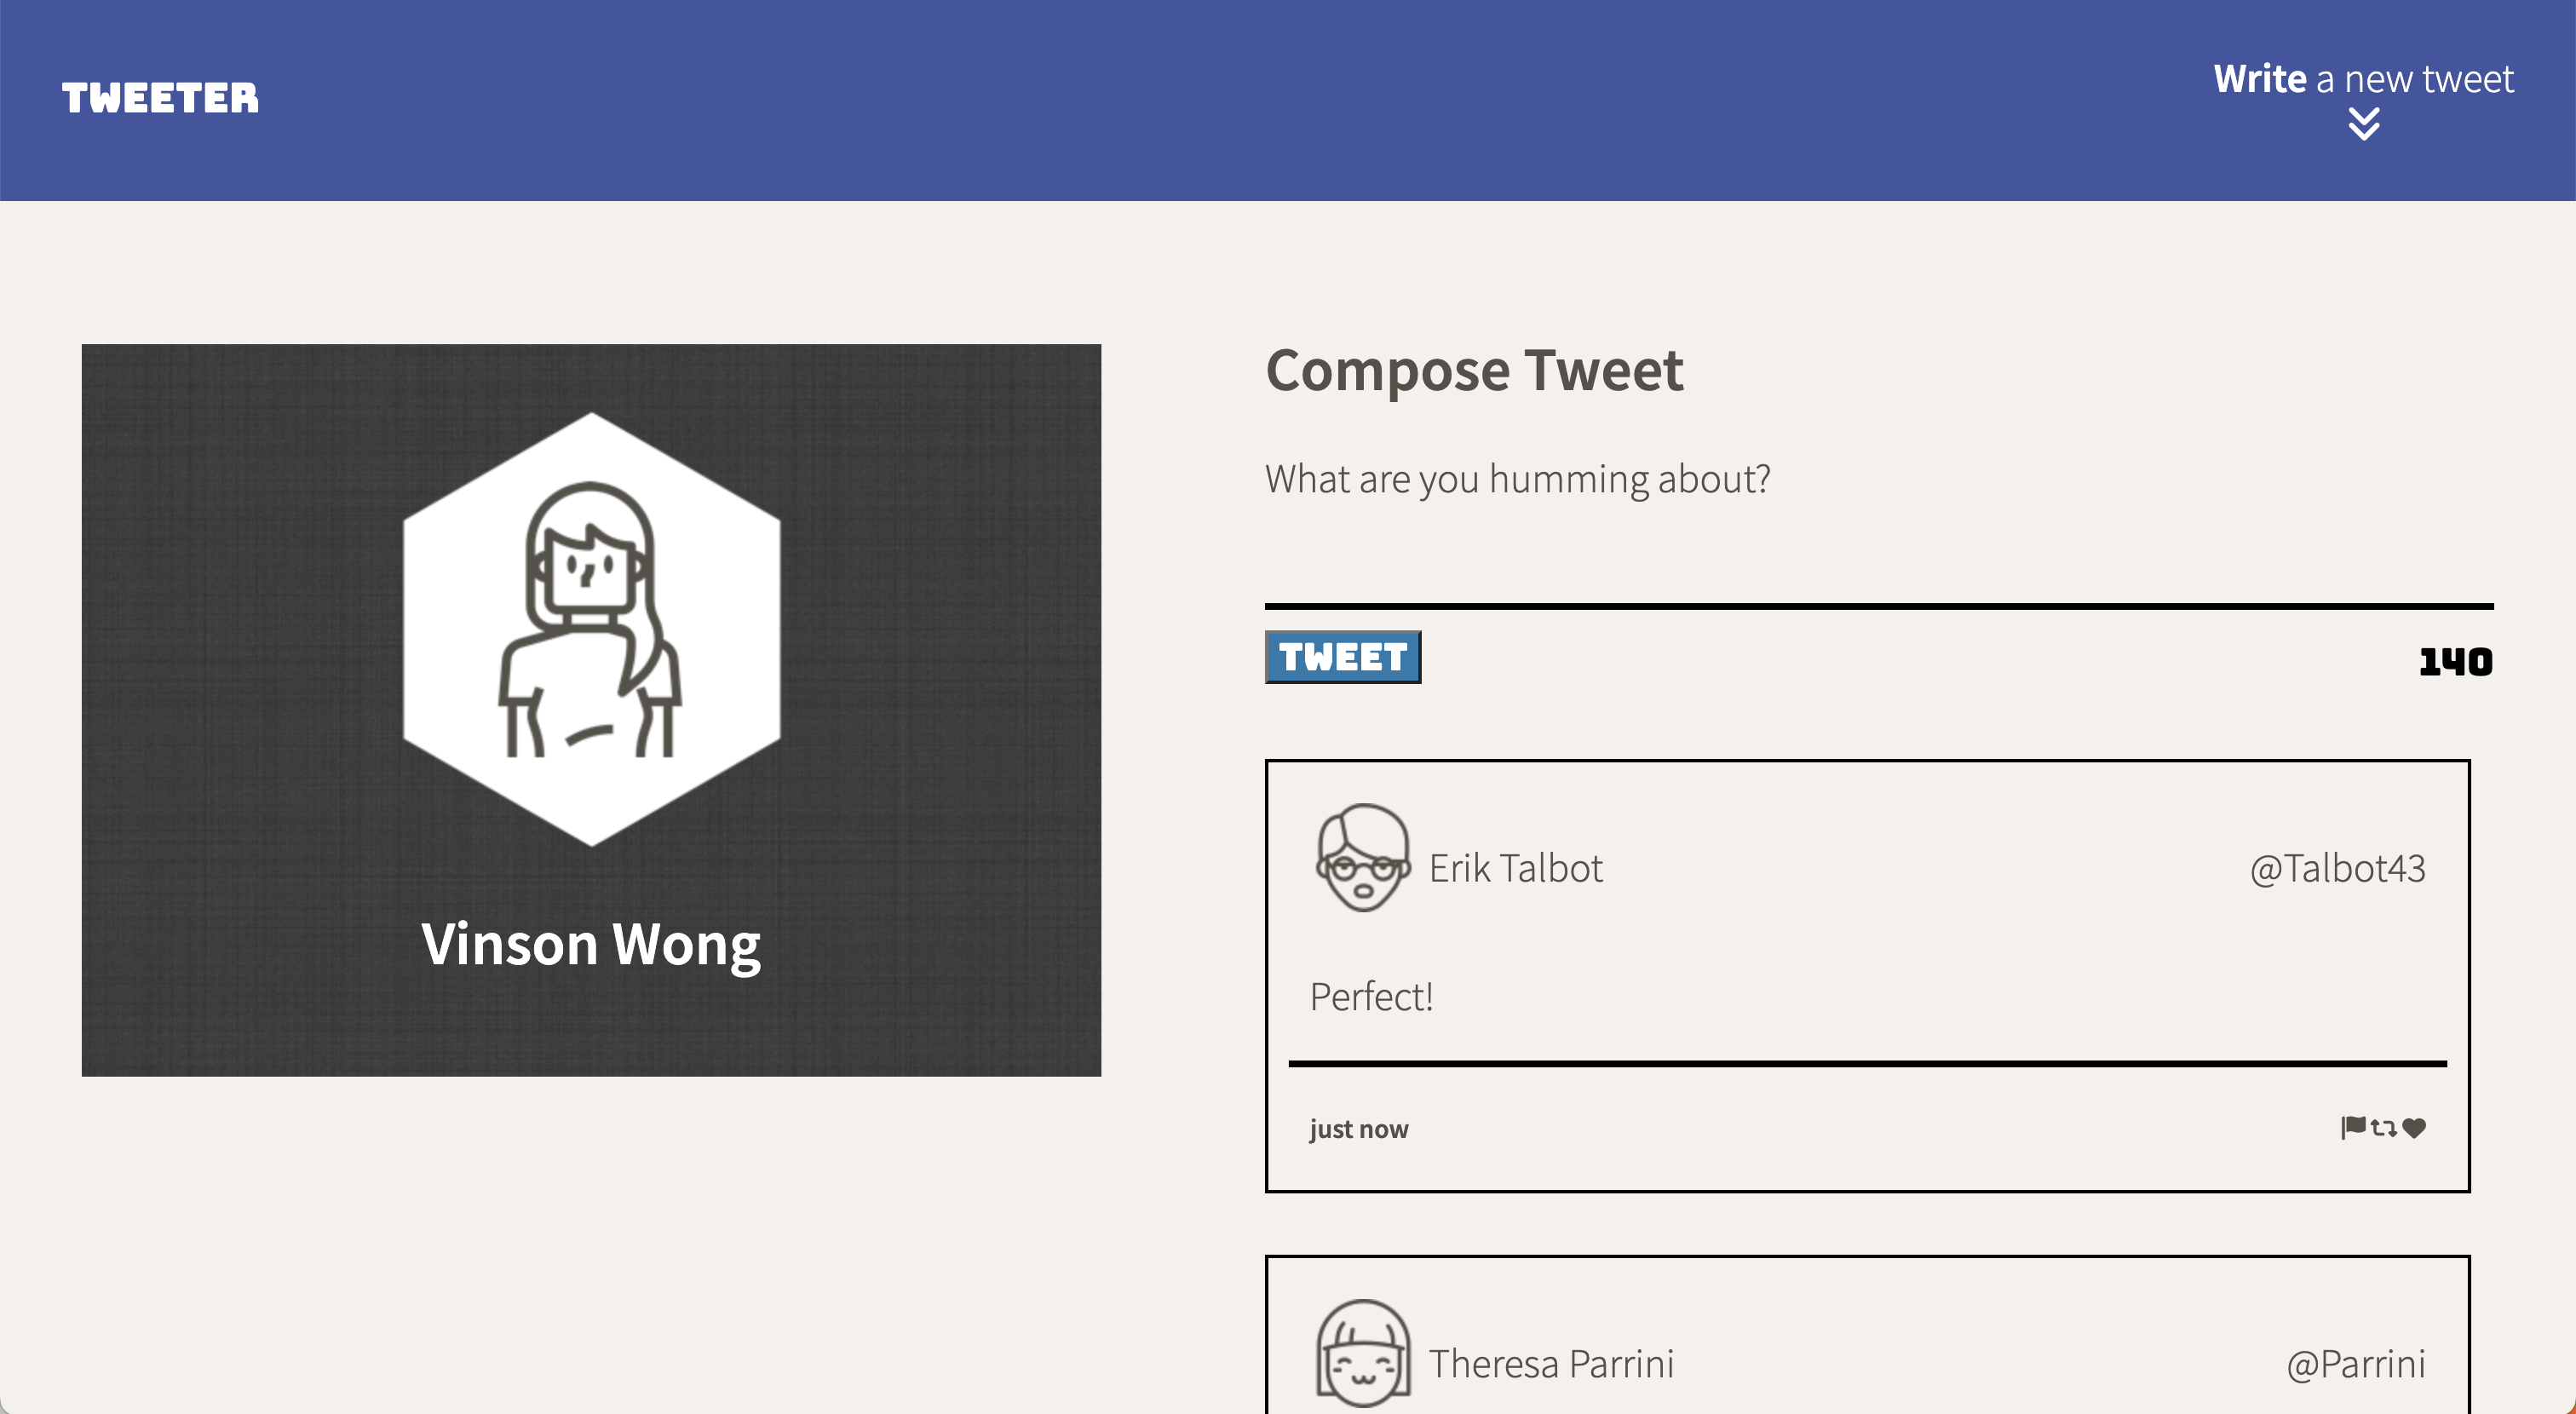 TWEETER
Write a new tweet
Vinson Wong
Compose Tweet
What are you humming about?
TWEET
140
Erik Talbot
@Talbot43
Perfect!
just now
Theresa Parrini
@Parrini